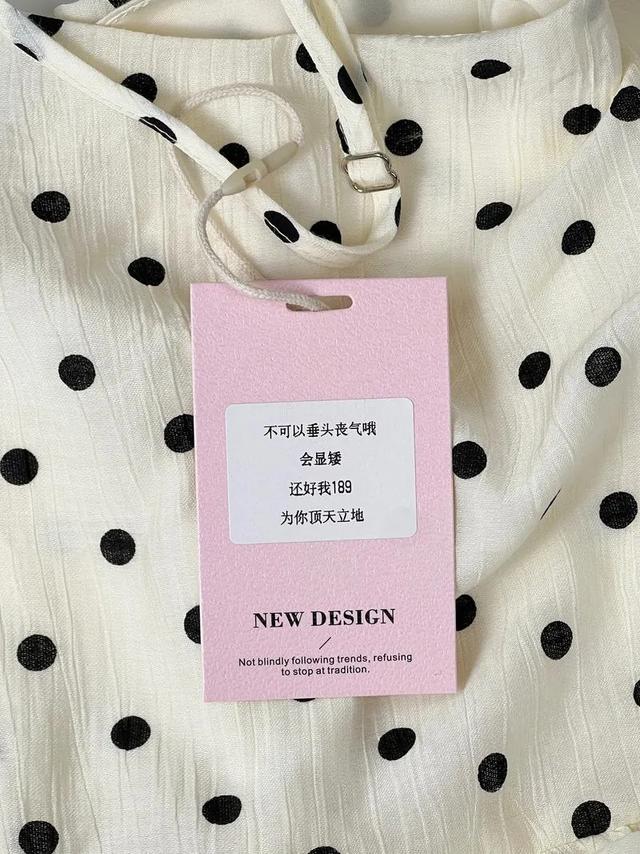 不可以垂头丧气哦
会显矮
还好我189
为你顶天立地
NEW DESIGN
Not blindly following trends, refusing
to stop at tradition.